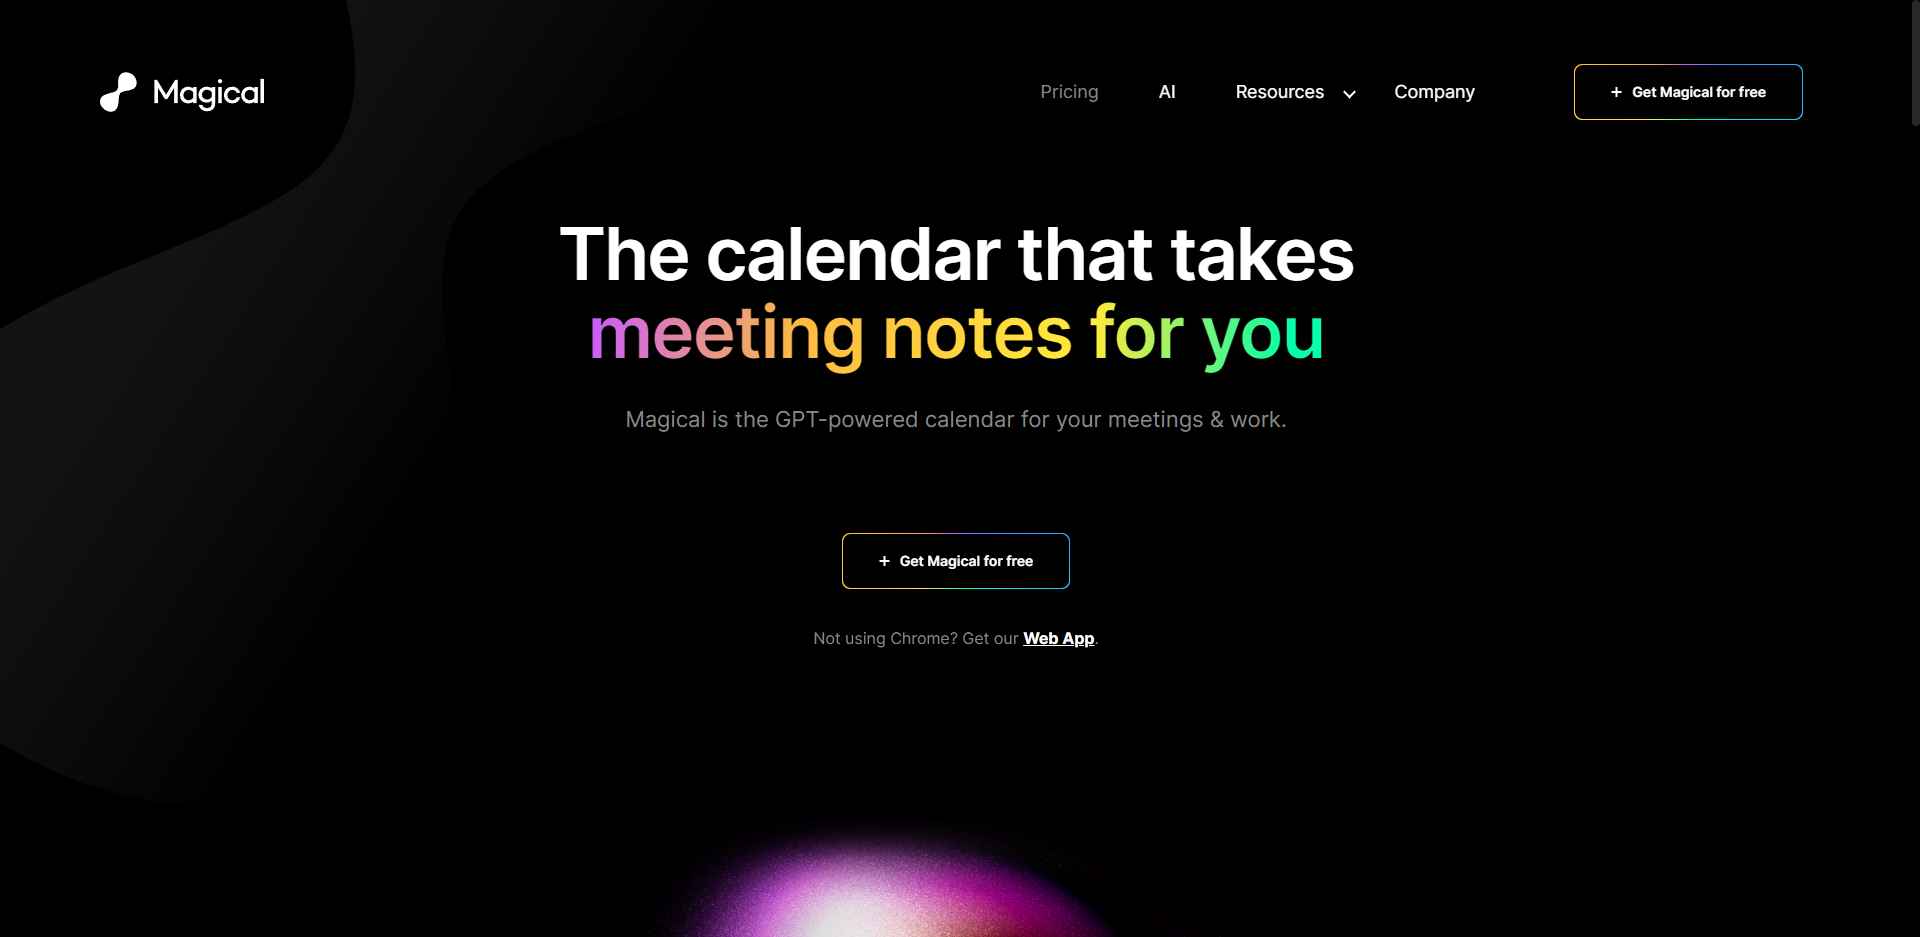 Magical
Pricing
AI
Resources
Company
+ Get Magical for free
The calendar that takes
meeting notes for you
Magical is the GPT-powered calendar for your meetings & work.
+ Get Magical for free
Not using Chrome? Get our Web App.